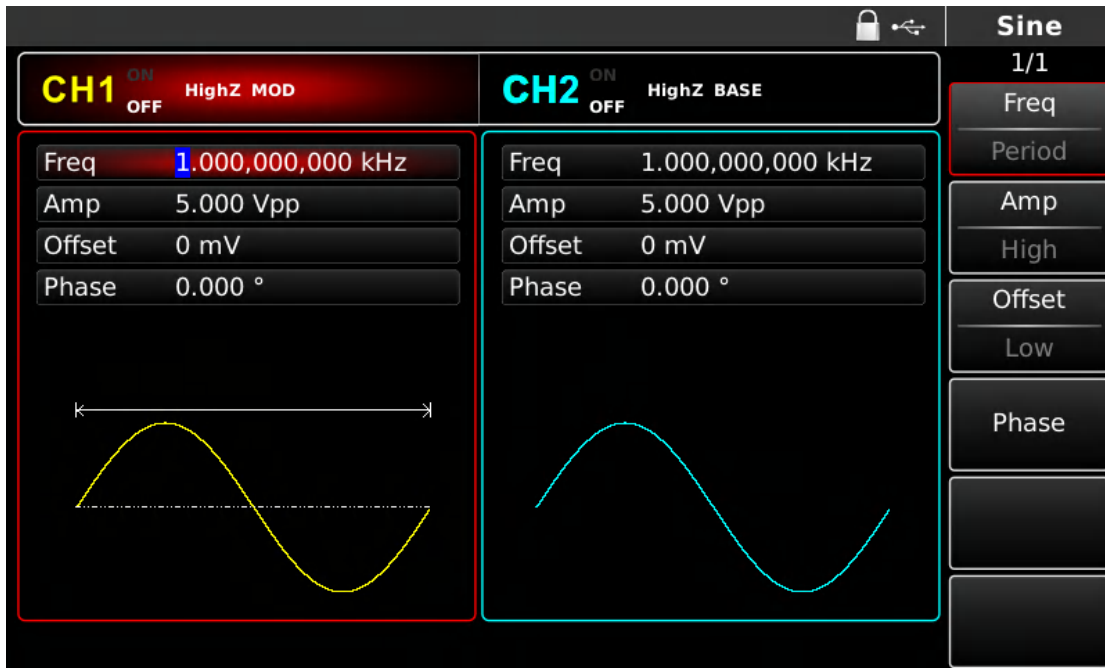 Sine
1/1
CH1 ON OFF HighZ MOD
CH2 ON OFF HighZ BASE
Freq 1.000,000,000 kHz
Amp 5.000 Vpp
Offset 0 mV
Phase 0.000 °
Freq 1.000,000,000 kHz
Amp 5.000 Vpp
Offset 0 mV
Phase 0.000 °
Freq
Period
Amp
High
Offset
Low
Phase